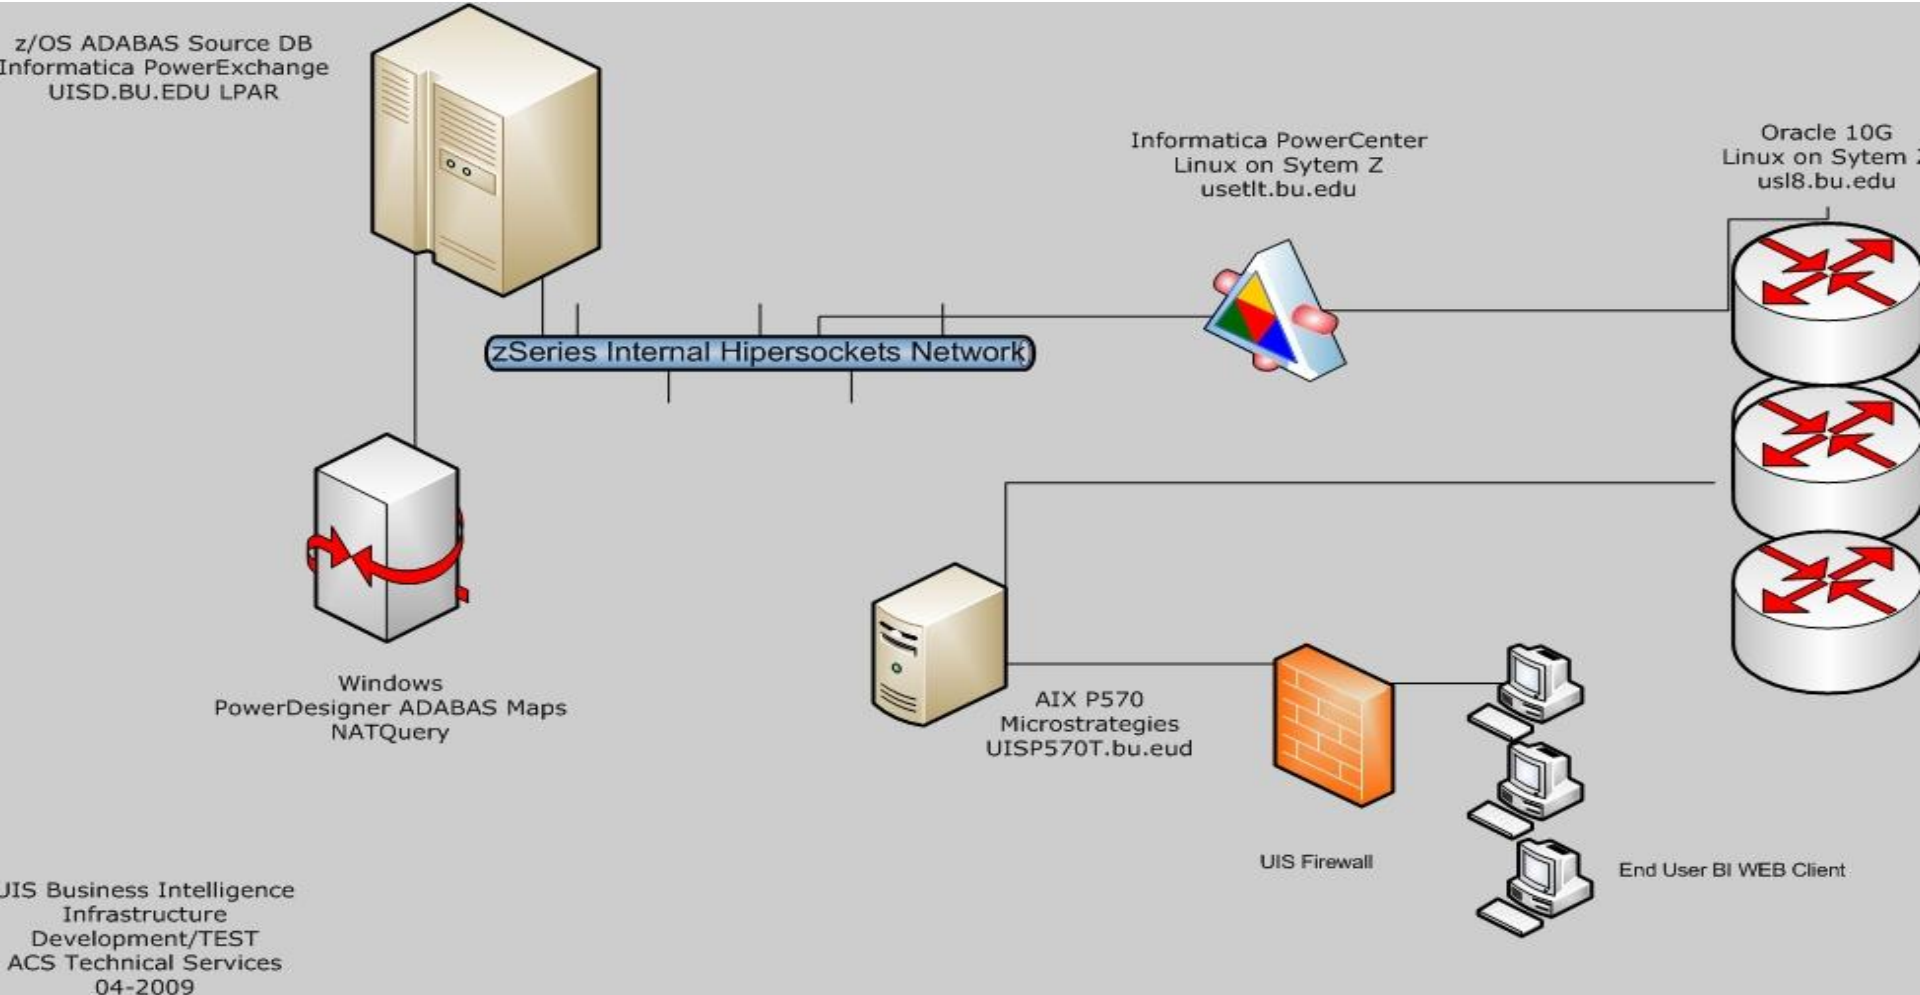 z/OS ADABAS Source DB
Informatica PowerExchange
UISD.BU.EDU LPAR
Informatica PowerCenter
Linux on Sytem Z
usetlt.bu.edu
Oracle 10G
Linux on Sytem Z
usl8.bu.edu
zSeries Internal Hipersockets Network
Windows
PowerDesigner ADABAS Maps
NATQuery
AIX P570
Microstrategies
UISP570T.bu.eud
UIS Firewall
End User BI WEB Client
UIS Business Intelligence
Infrastructure
Development/TEST
ACS Technical Services
04-2009